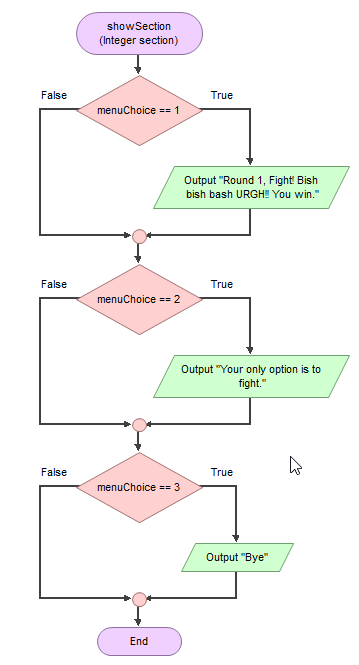 showSection
(Integer section)
False
True
menuChoice == 1
Output "Round 1, Fight! Bish
bish bash URGH!! You win."
False
True
menuChoice == 2
Output "Your only option is to
fight."
False
True
menuChoice == 3
Output "Bye"
End